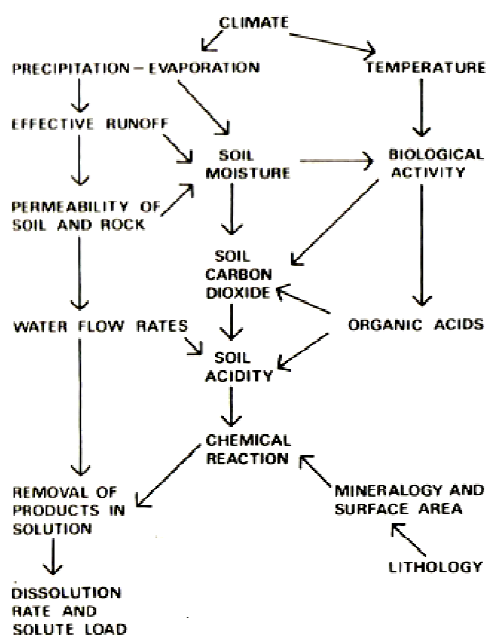 CLIMATE
PRECIPITATION – EVAPORATION
TEMPERATURE
EFFECTIVE RUNOFF
SOIL
MOISTURE
BIOLOGICAL
ACTIVITY
PERMEABILITY OF
SOIL AND ROCK
SOIL
CARBON
DIOXIDE
WATER FLOW RATES
ORGANIC ACIDS
SOIL
ACIDITY
CHEMICAL
REACTION
REMOVAL OF
PRODUCTS IN
SOLUTION
MINERALOGY AND
SURFACE AREA
LITHOLOGY
DISSOLUTION
RATE AND
SOLUTE LOAD